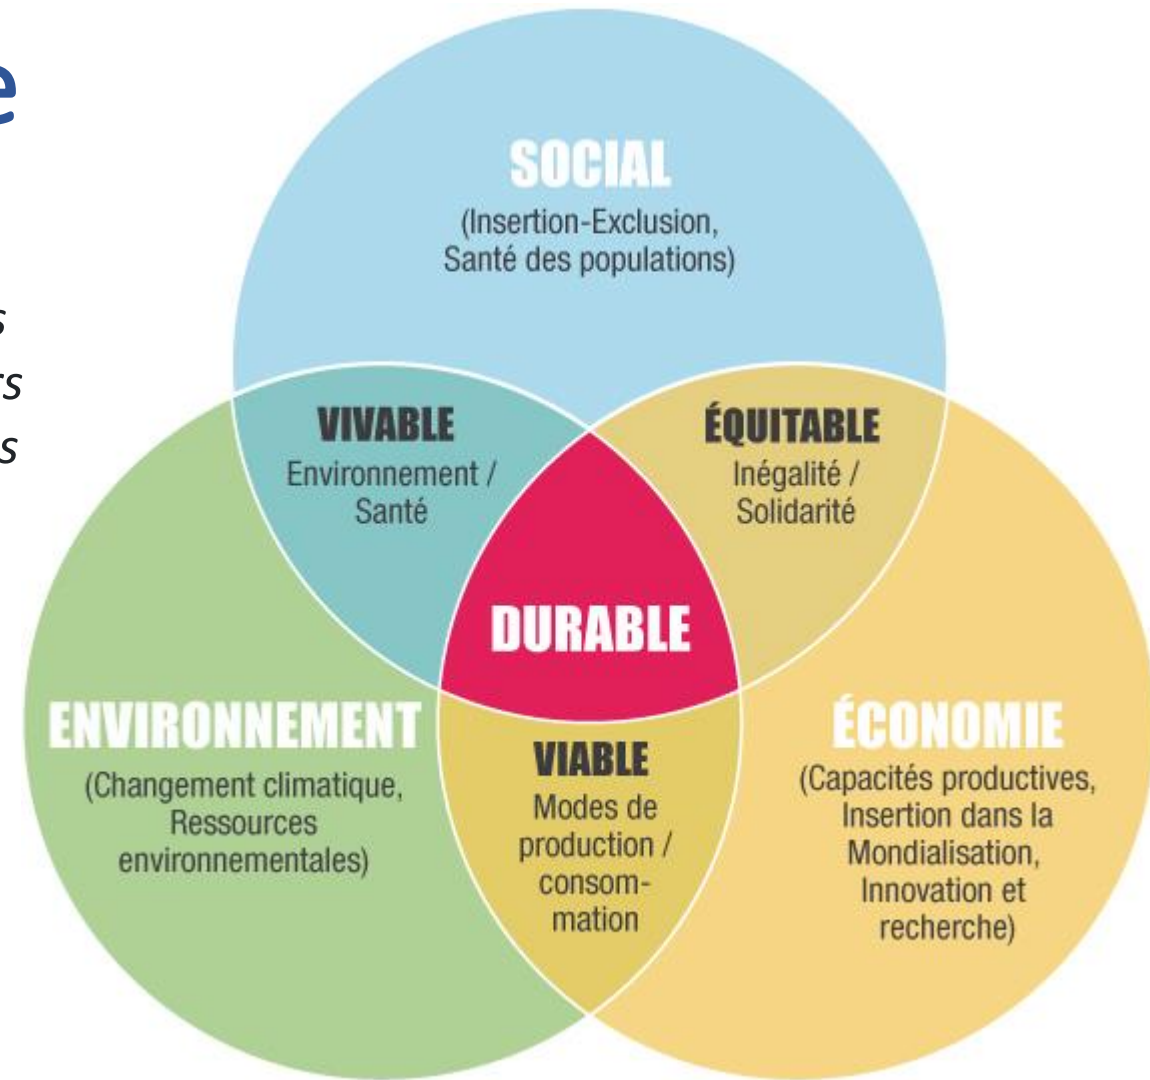 e
s
rs
s
SOCIAL
(Insertion-Exclusion,
Santé des populations)
VIVABLE
Environnement /
Santé
ÉQUITABLE
Inégalité /
Solidarité
DURABLE
ENVIRONNEMENT
(Changement climatique,
Ressources
environnementales)
VIABLE
Modes de
production /
consom-
mation
ÉCONOMIE
(Capacités productives,
Insertion dans la
Mondialisation,
Innovation et
recherche)